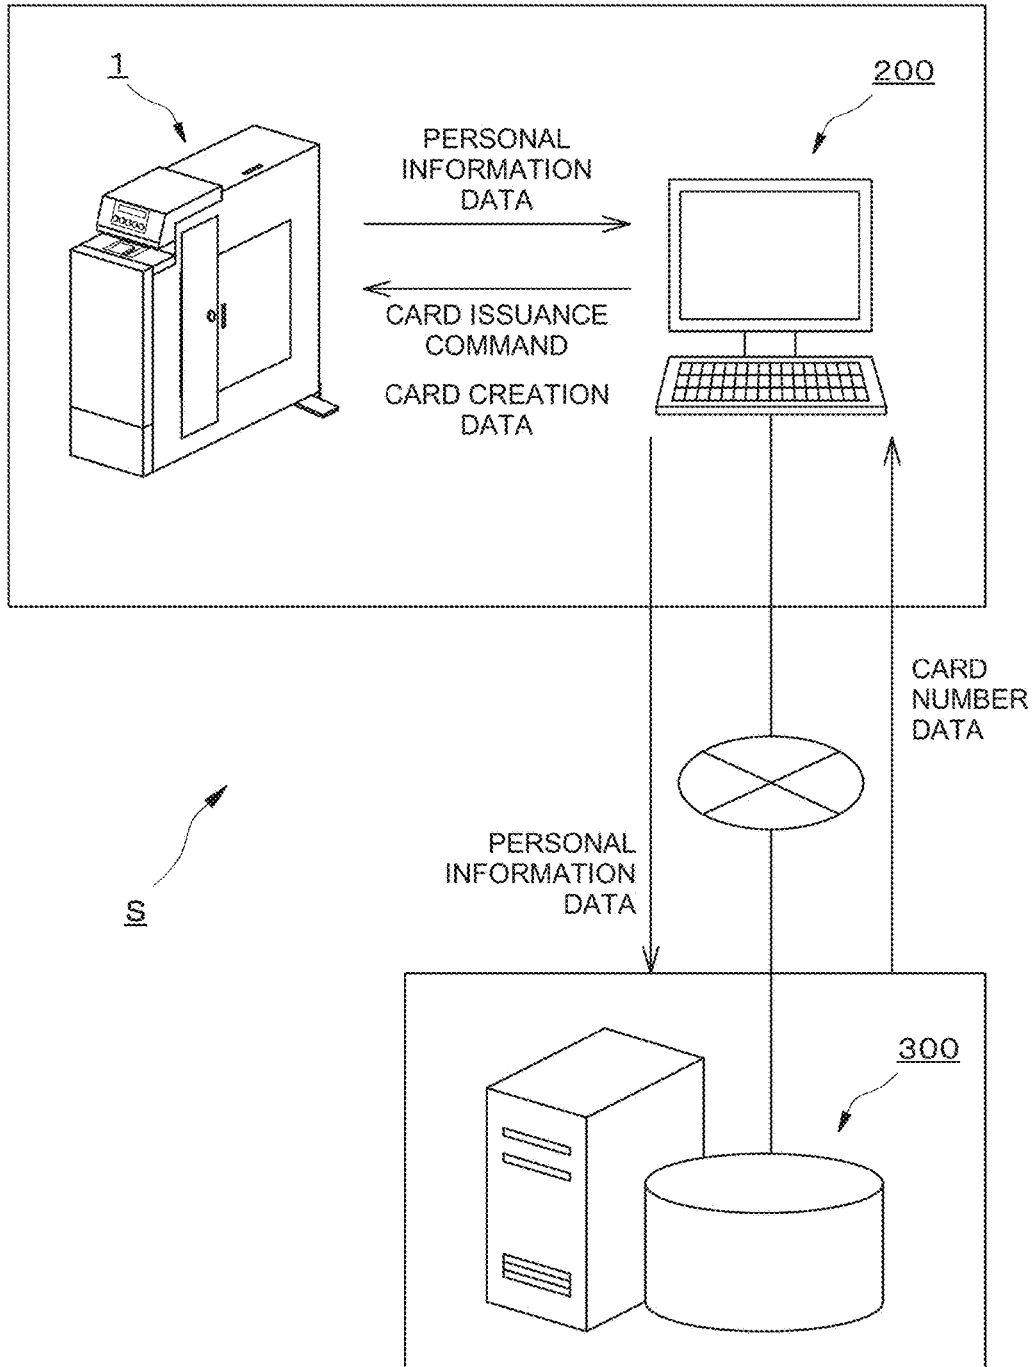 1
200
PERSONAL
INFORMATION
DATA
CARD ISSUANCE
COMMAND
CARD CREATION
DATA
CARD
NUMBER
DATA
PERSONAL
INFORMATION
DATA
S
300